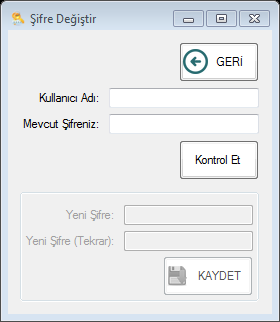 Şifre Değiştir
GERİ
Kullanıcı Adı:
Mevcut Şifreniz:
Kontrol Et
Yeni Şifre:
Yeni Şifre (Tekrar):
KAYDET